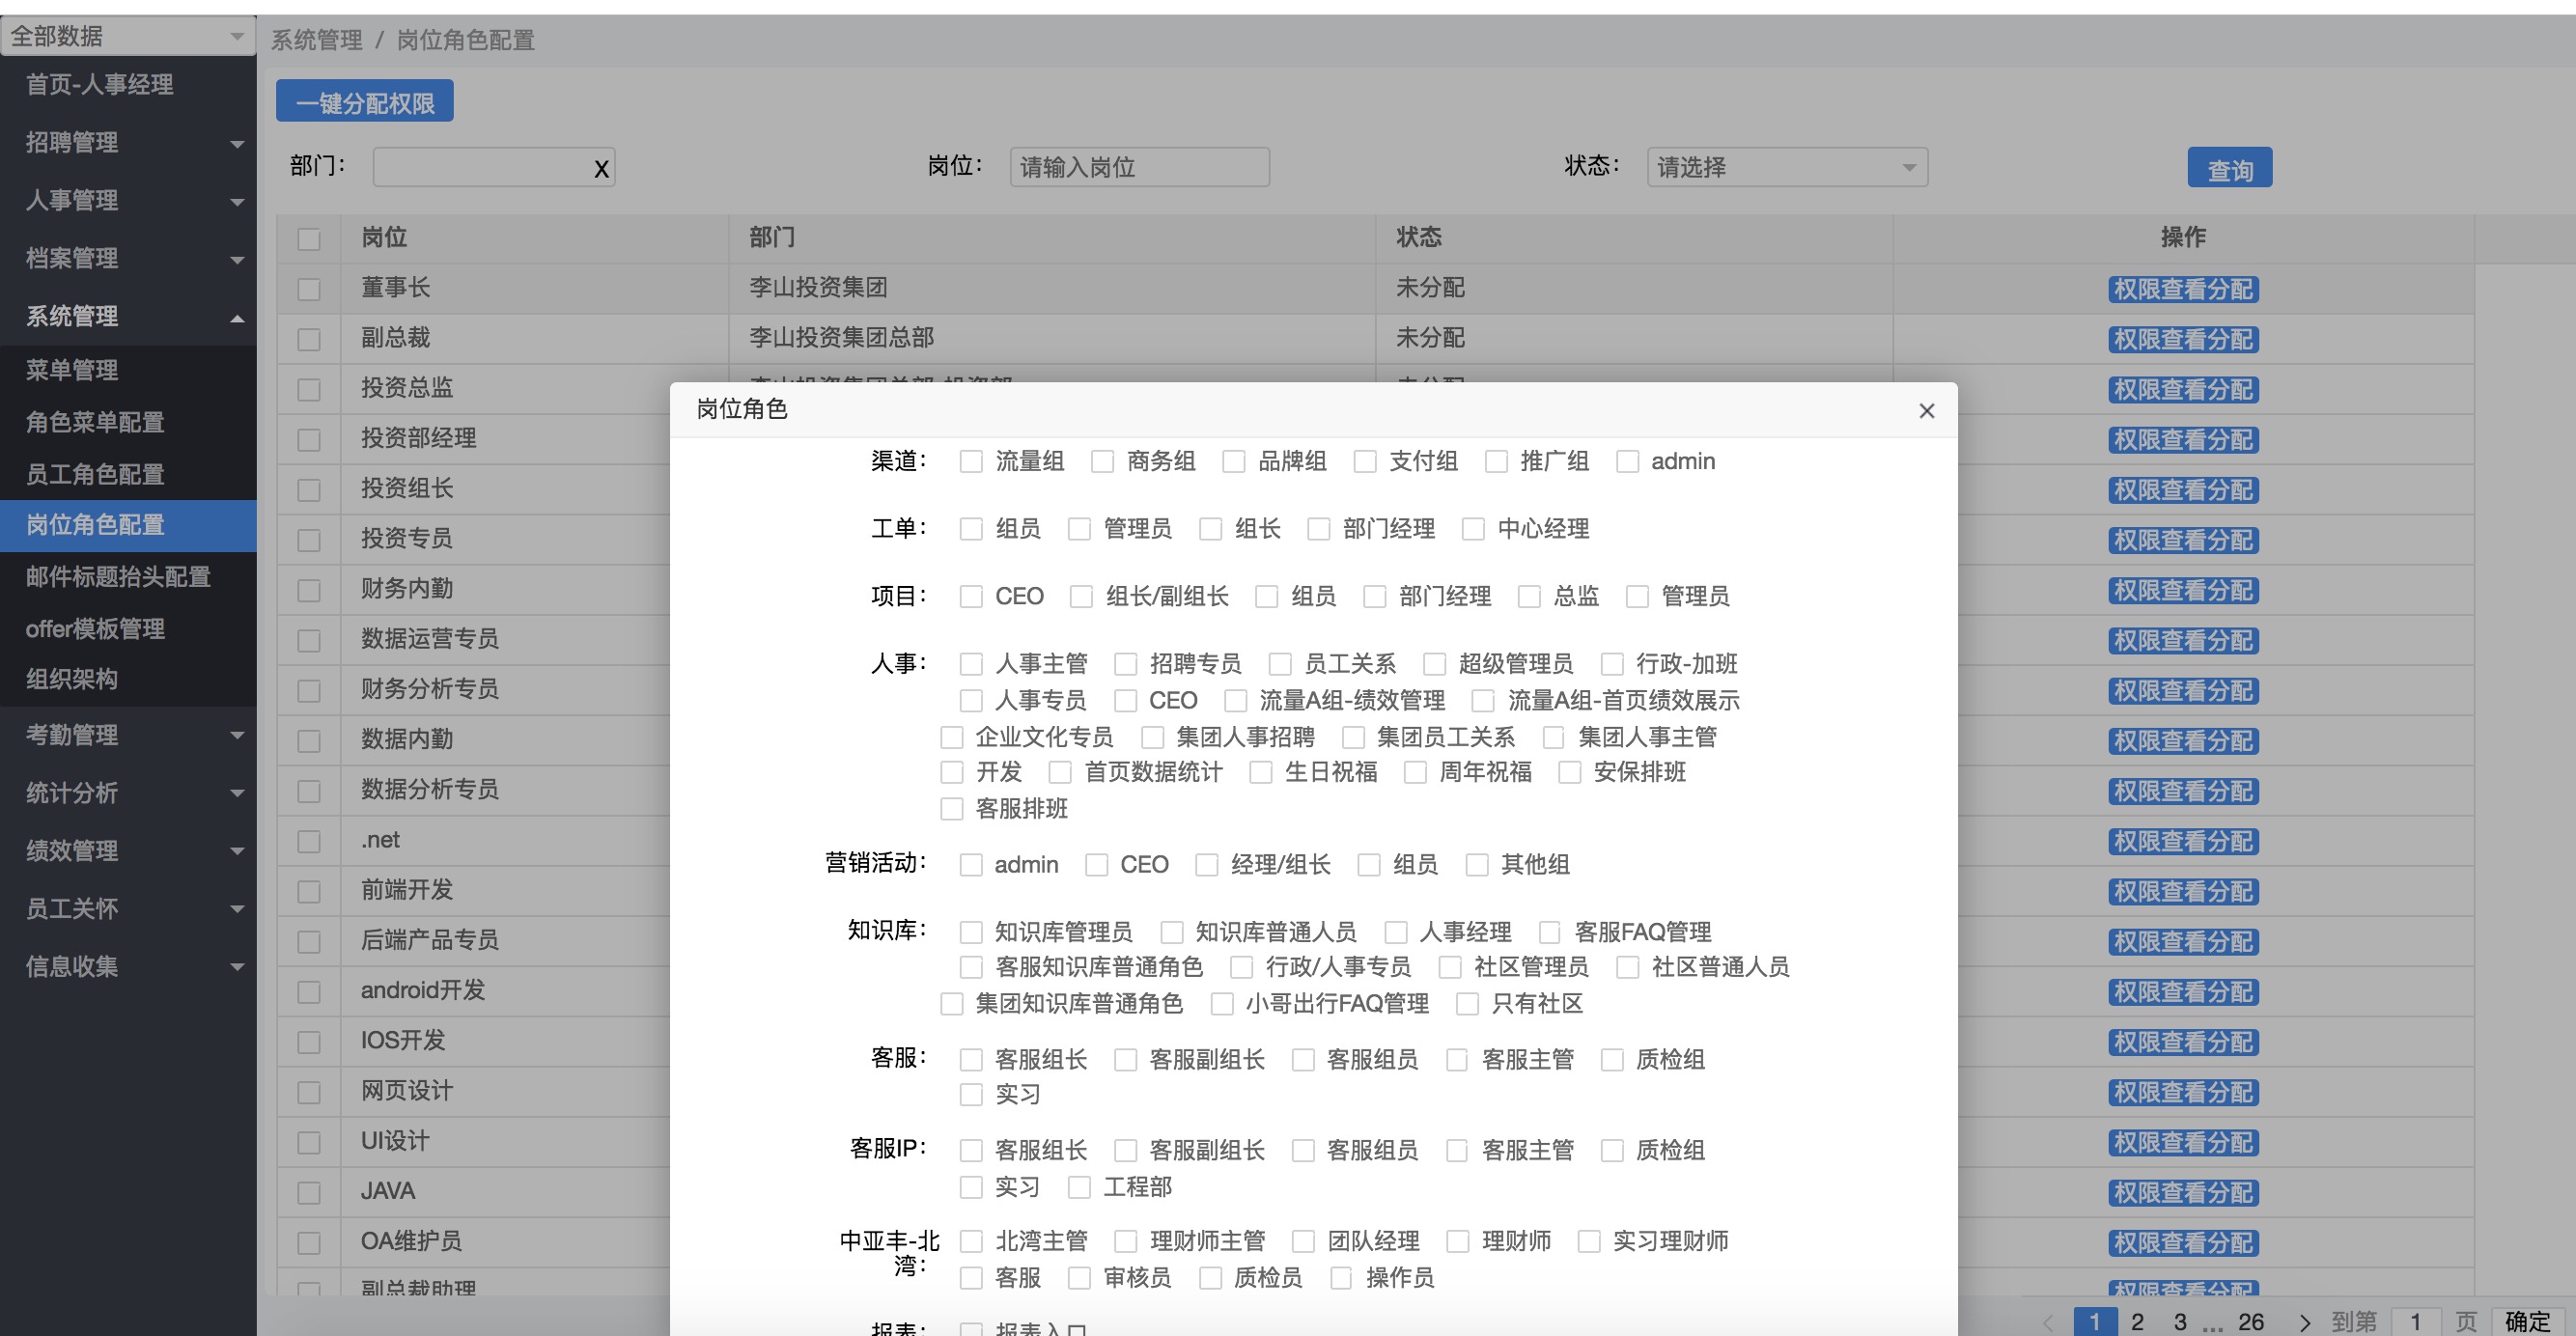 全部数据
系统管理 / 岗位角色配置
首页-人事经理
招聘管理
人事管理
档案管理
系统管理
菜单管理
角色菜单配置
员工角色配置
岗位角色配置
邮件标题抬头配置
offer模板管理
组织架构
考勤管理
统计分析
绩效管理
员工关怀
信息收集
一键分配权限
部门： X 岗位： 请输入岗位 状态： 请选择 查询
岗位 部门 状态 操作
董事长 李山投资集团 未分配 权限查看分配
副总裁 李山投资集团总部 未分配 权限查看分配
投资总监 李山投资集团总部-投资部 未分配 权限查看分配
投资部经理 权限查看分配
投资组长 权限查看分配
投资专员 权限查看分配
财务内勤 权限查看分配
数据运营专员 权限查看分配
财务分析专员 权限查看分配
数据内勤 权限查看分配
数据分析专员 权限查看分配
.net 权限查看分配
前端开发 权限查看分配
后端产品专员 权限查看分配
android开发 权限查看分配
IOS开发 权限查看分配
网页设计 权限查看分配
UI设计 权限查看分配
JAVA 权限查看分配
OA维护员 权限查看分配
副总裁助理 权限查看分配
岗位角色 ×
渠道： 流量组 商务组 品牌组 支付组 推广组 admin
工单： 组员 管理员 组长 部门经理 中心经理
项目： CEO 组长/副组长 组员 部门经理 总监 管理员
人事： 人事主管 招聘专员 员工关系 超级管理员 行政-加班
人事专员 CEO 流量A组-绩效管理 流量A组-首页绩效展示
企业文化专员 集团人事招聘 集团员工关系 集团人事主管
开发 首页数据统计 生日祝福 周年祝福 安保排班
客服排班
营销活动： admin CEO 经理/组长 组员 其他组
知识库： 知识库管理员 知识库普通人员 人事经理 客服FAQ管理
客服知识库普通角色 行政/人事专员 社区管理员 社区普通人员
集团知识库普通角色 小哥出行FAQ管理 只有社区
客服： 客服组长 客服副组长 客服组员 客服主管 质检组
实习
客服IP： 客服组长 客服副组长 客服组员 客服主管 质检组
实习 工程部
中亚丰-北湾： 北湾主管 理财师主管 团队经理 理财师 实习理财师
客服 审核员 质检员 操作员
报表： 报表入口
1 2 3 ... 26 到第 1 页 确定